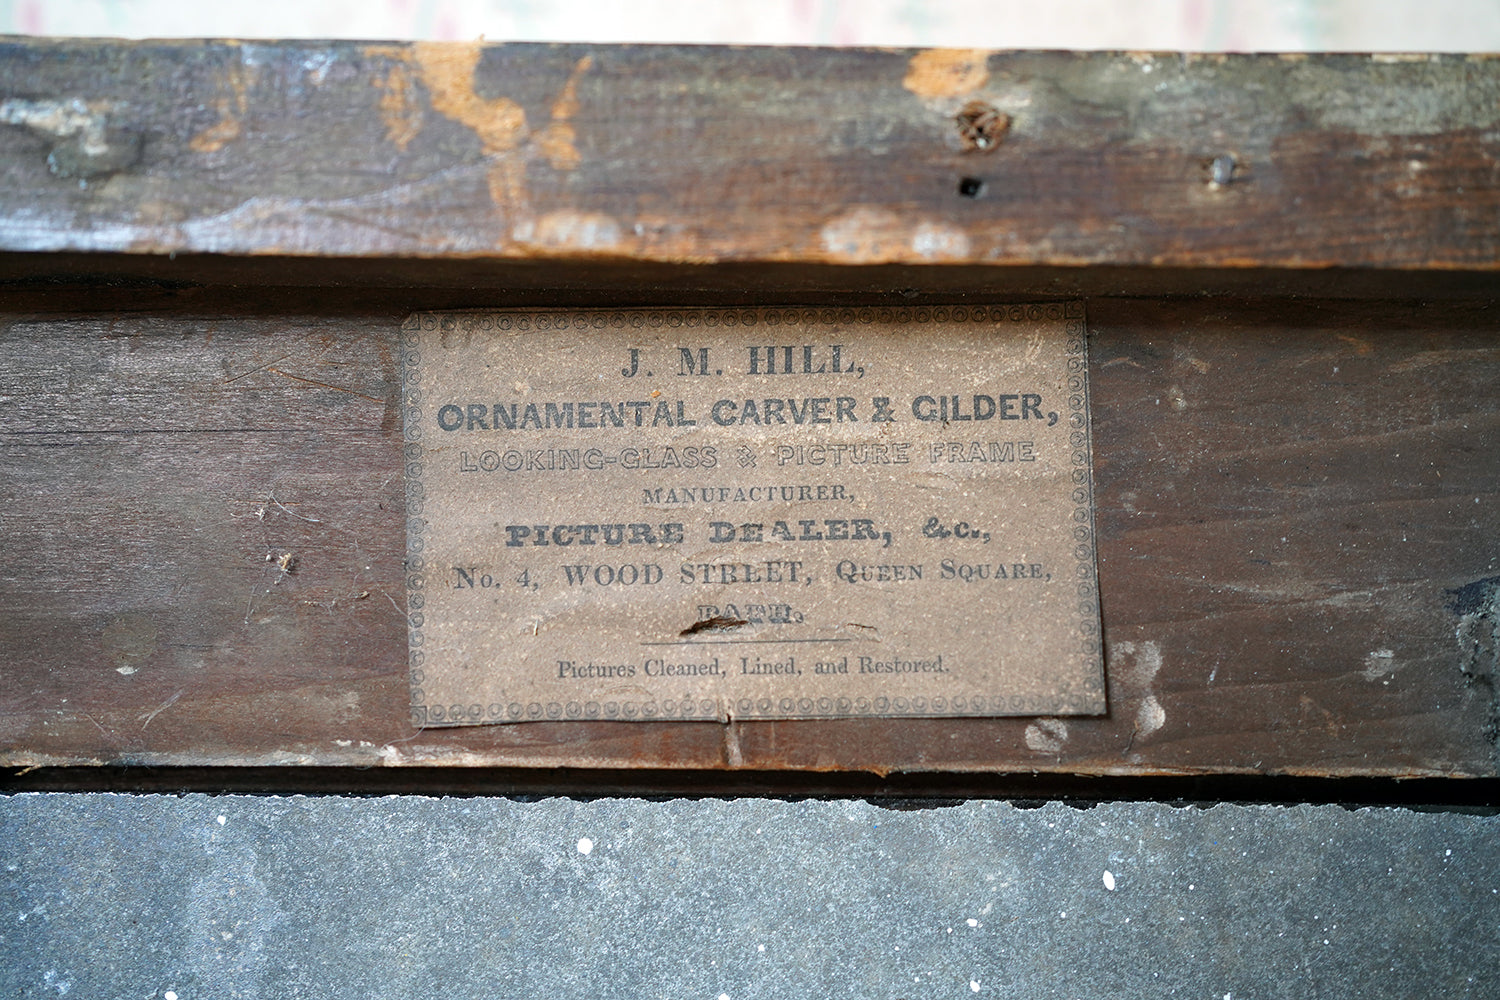 J. M. HILL,
ORNAMENTAL CARVER & GILDER,
LOOKING-GLASS & PICTURE FRAME
MANUFACTURER,
PICTURE DEALER, &c.,
No. 4, WOOD STREET, QUEEN SQUARE,
BATH.
Pictures Cleaned, Lined, and Restored.